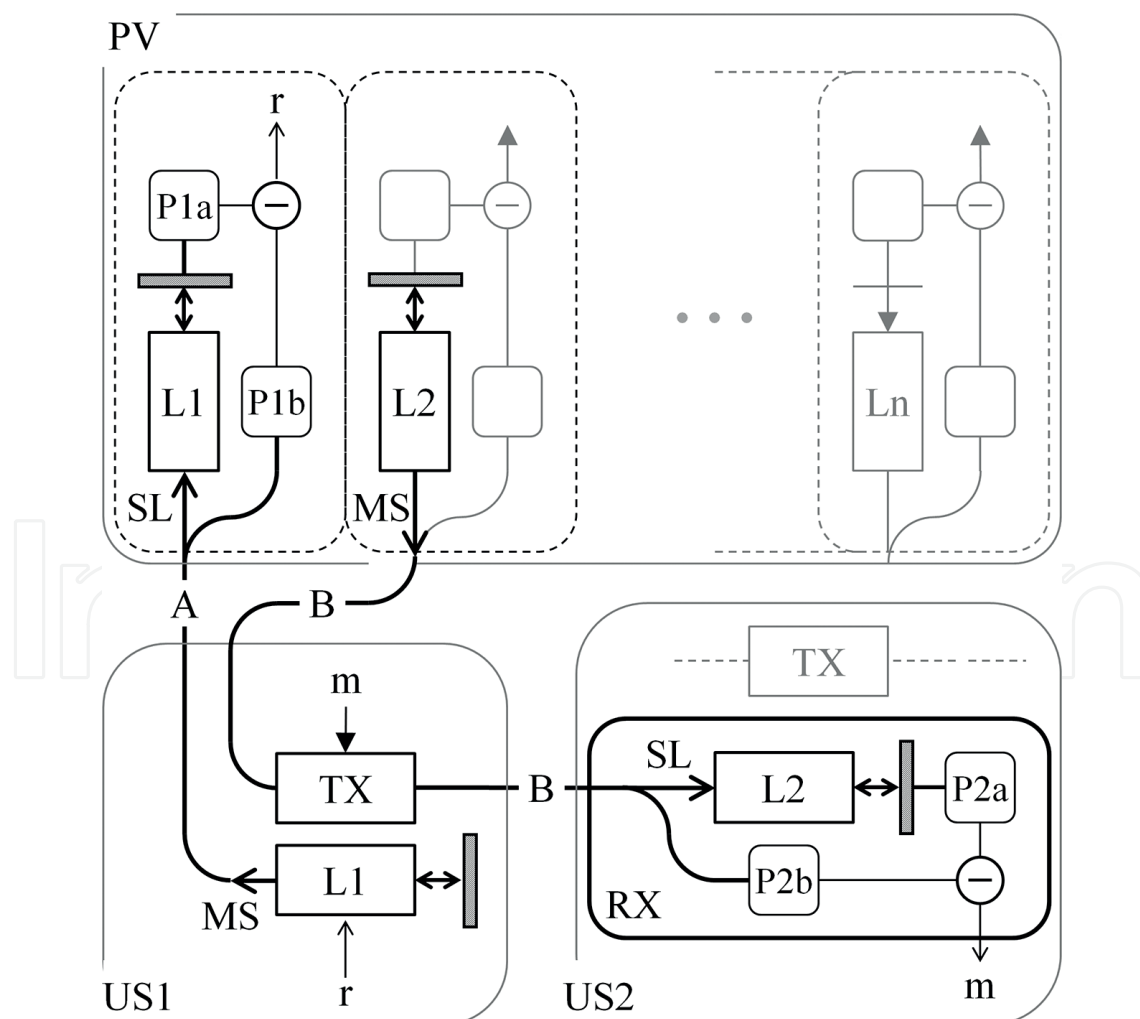 PV
r
P1a
−
−
−
L1
P1b
L2
Ln
SL
MS
A
B
m
TX
TX
B
SL
L2
P2a
L1
MS
P2b
−
RX
r
m
US1
US2